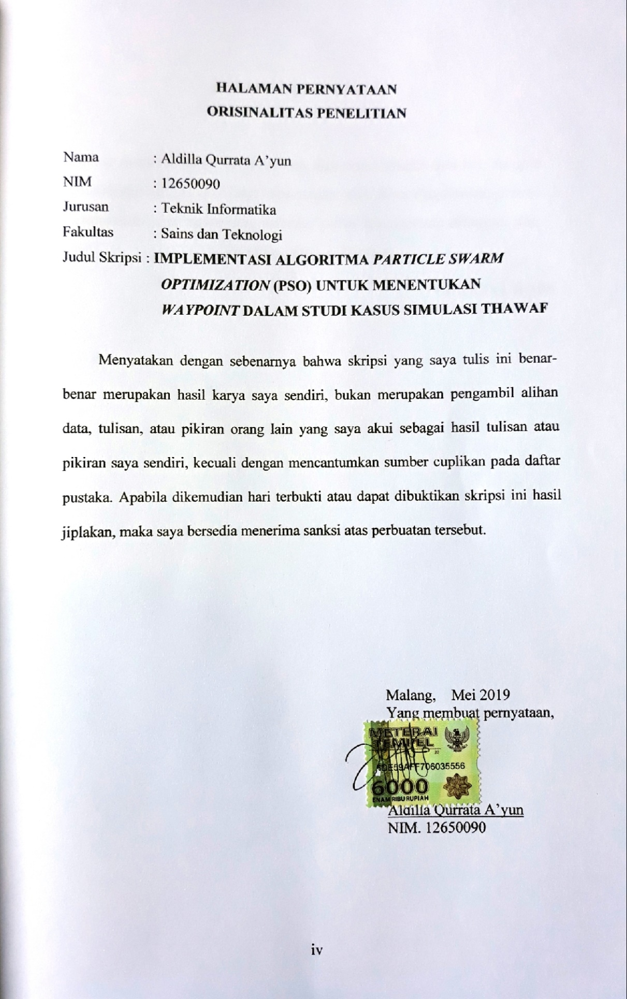 HALAMAN PERNYATAAN
ORISINALITAS PENELITIAN
Nama : Aldilla Qurrata A’yun
NIM : 12650090
Jurusan : Teknik Informatika
Fakultas : Sains dan Teknologi
Judul Skripsi : IMPLEMENTASI ALGORITMA PARTICLE SWARM
OPTIMIZATION (PSO) UNTUK MENENTUKAN
WAYPOINT DALAM STUDI KASUS SIMULASI THAWAF
Menyatakan dengan sebenarnya bahwa skripsi yang saya tulis ini benar-
benar merupakan hasil karya saya sendiri, bukan merupakan pengambil alihan
data, tulisan, atau pikiran orang lain yang saya akui sebagai hasil tulisan atau
pikiran saya sendiri, kecuali dengan mencantumkan sumber cuplikan pada daftar
pustaka. Apabila dikemudian hari terbukti atau dapat dibuktikan skripsi ini hasil
jiplakan, maka saya bersedia menerima sanksi atas perbuatan tersebut.
Malang, Mei 2019
Yang membuat pernyataan,
METERAI
TEMPEL
20
6000
ENAM RIBU RUPIAH
Aldilla Qurrata A’yun
NIM. 12650090
iv